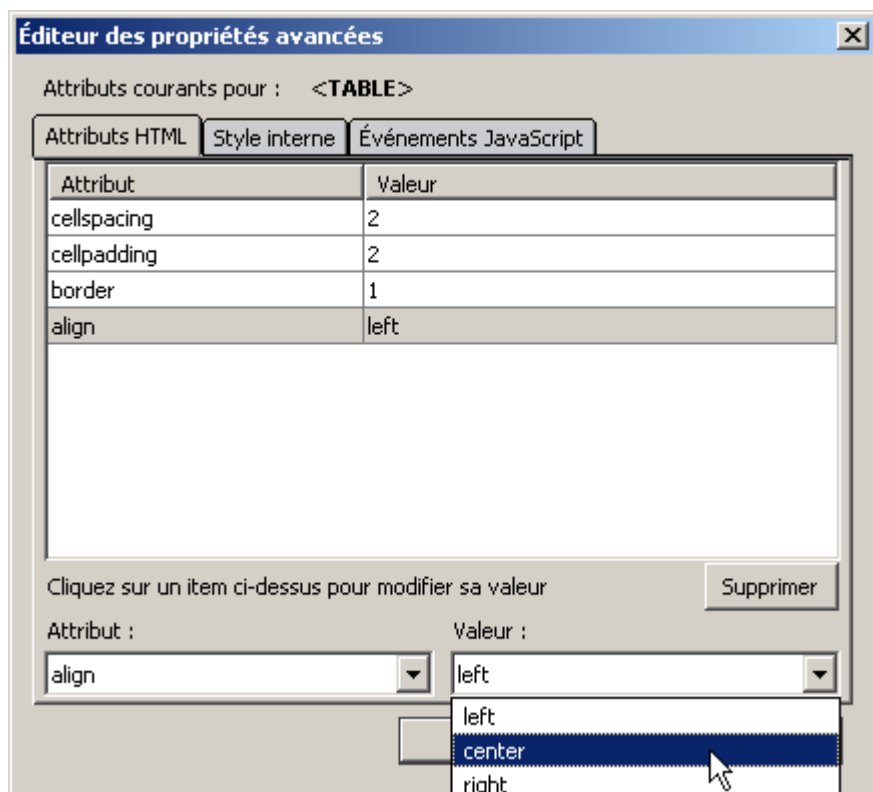 Éditeur des propriétés avancées
Attributs courants pour : <TABLE>
Attributs HTML Style interne Événements JavaScript
Attribut Valeur
cellspacing 2
cellpadding 2
border 1
align left
Cliquez sur un item ci-dessus pour modifier sa valeur Supprimer
Attribut : Valeur :
align left
left
center
right